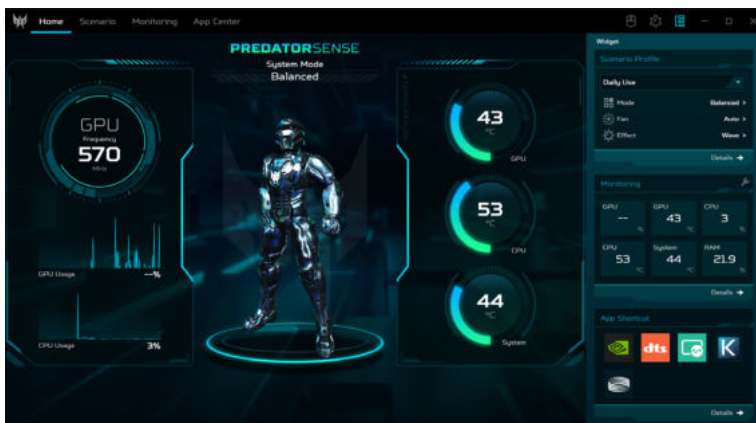 Home Scenario Monitoring App Center
PREDATORSENSE
System Mode
Balanced
GPU
Frequency
570
MHz
GPU Usage --%
CPU Usage 3%
43
°C
GPU
53
°C
CPU
44
°C
System
Widget
Scenario Profile
Daily Use
Mode Balanced >
Fan Auto >
Effect Wave >
Details
Monitoring
GPU GPU CPU
-- 43 3
% °C %
CPU System RAM
53 44 21.9
°C °C %
Details
App Shortcut
dts
K
Details